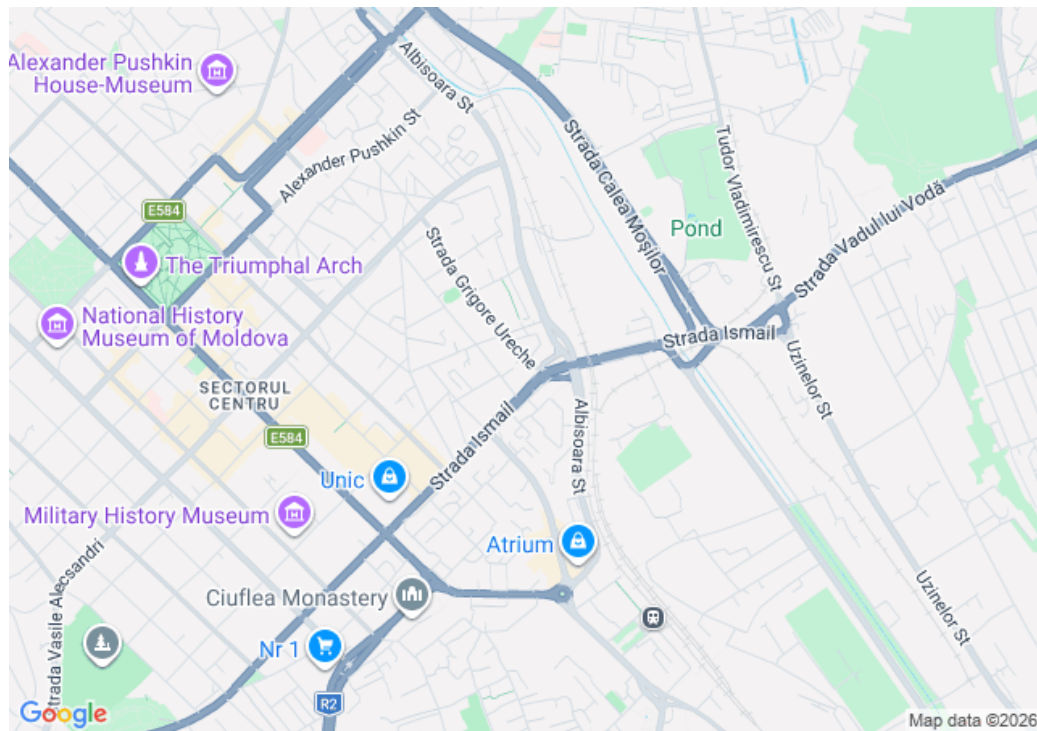 Alexander Pushkin
House-Museum
Albisoara St
Alexander Pushkin St
Strada Calea Moșilor
Tudor Vladimirescu St
Strada Vadul lui Vodă
E584
Pond
The Triumphal Arch
Strada Grigore Ureche
National History
Museum of Moldova
Strada Ismail
Uzinelor St
SECTORUL
CENTRU
E584
Strada Ismail
Albisoara St
Unic
Military History Museum
Atrium
Strada Vasile Alecsandri
Ciuflea Monastery
Uzinelor St
Nr 1
R2
Google
Map data ©2026